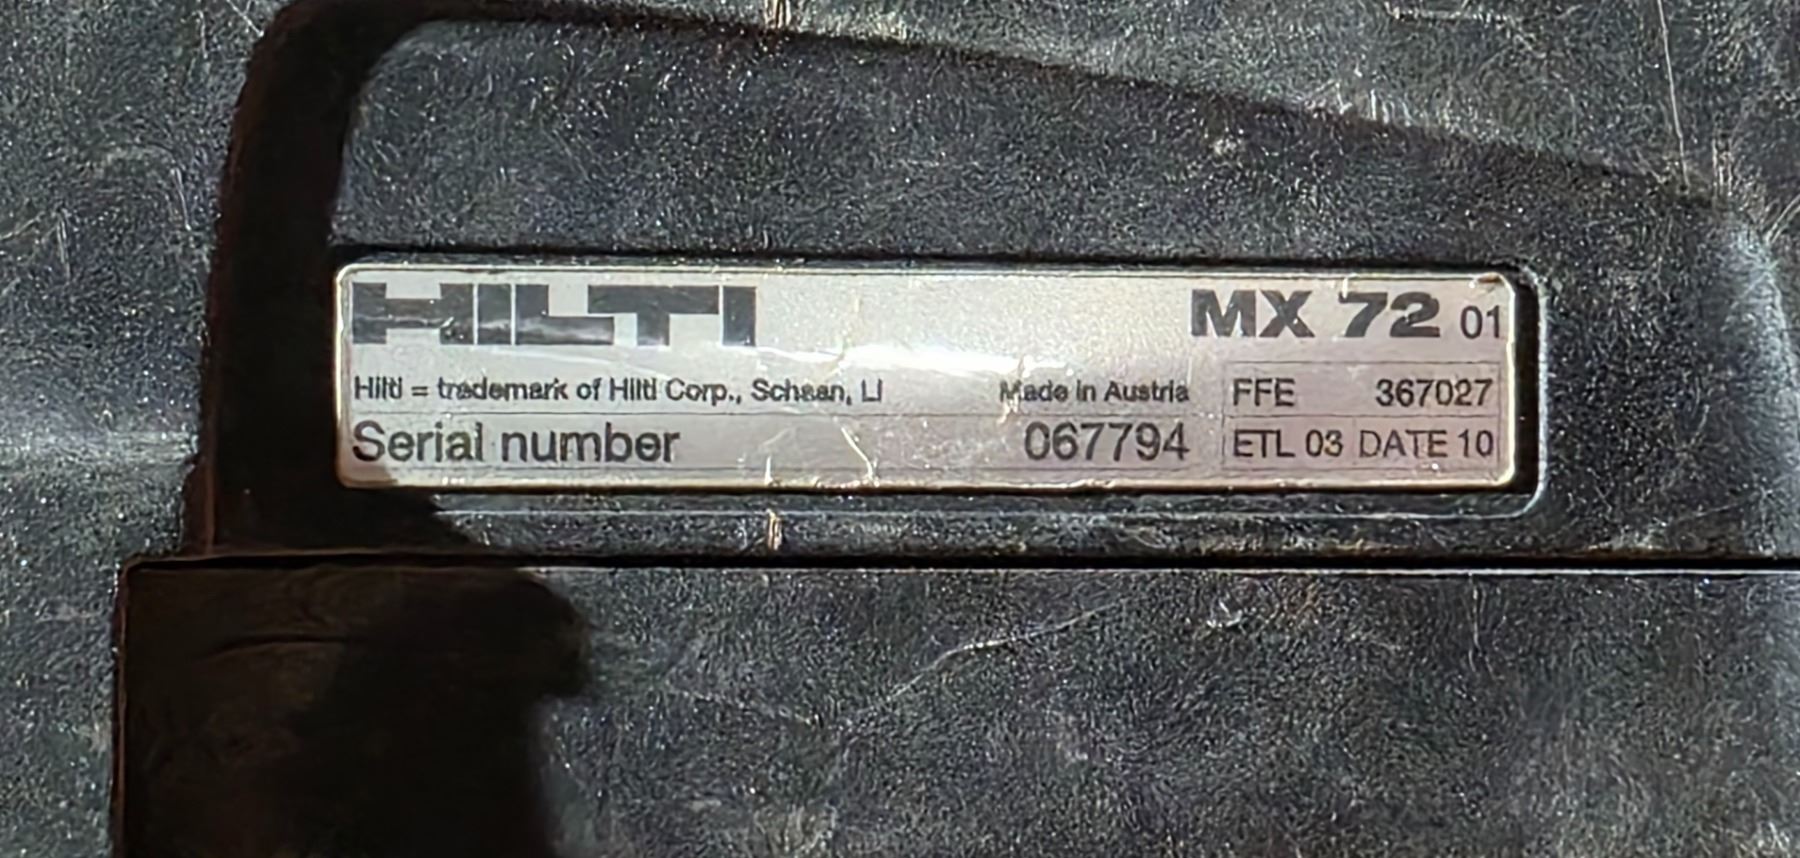 HILTI MX 72 01
Hilti = trademark of Hilti Corp., Schaan, LI Made in Austria FFE 367027
Serial number 067794 ETL 03 DATE 10